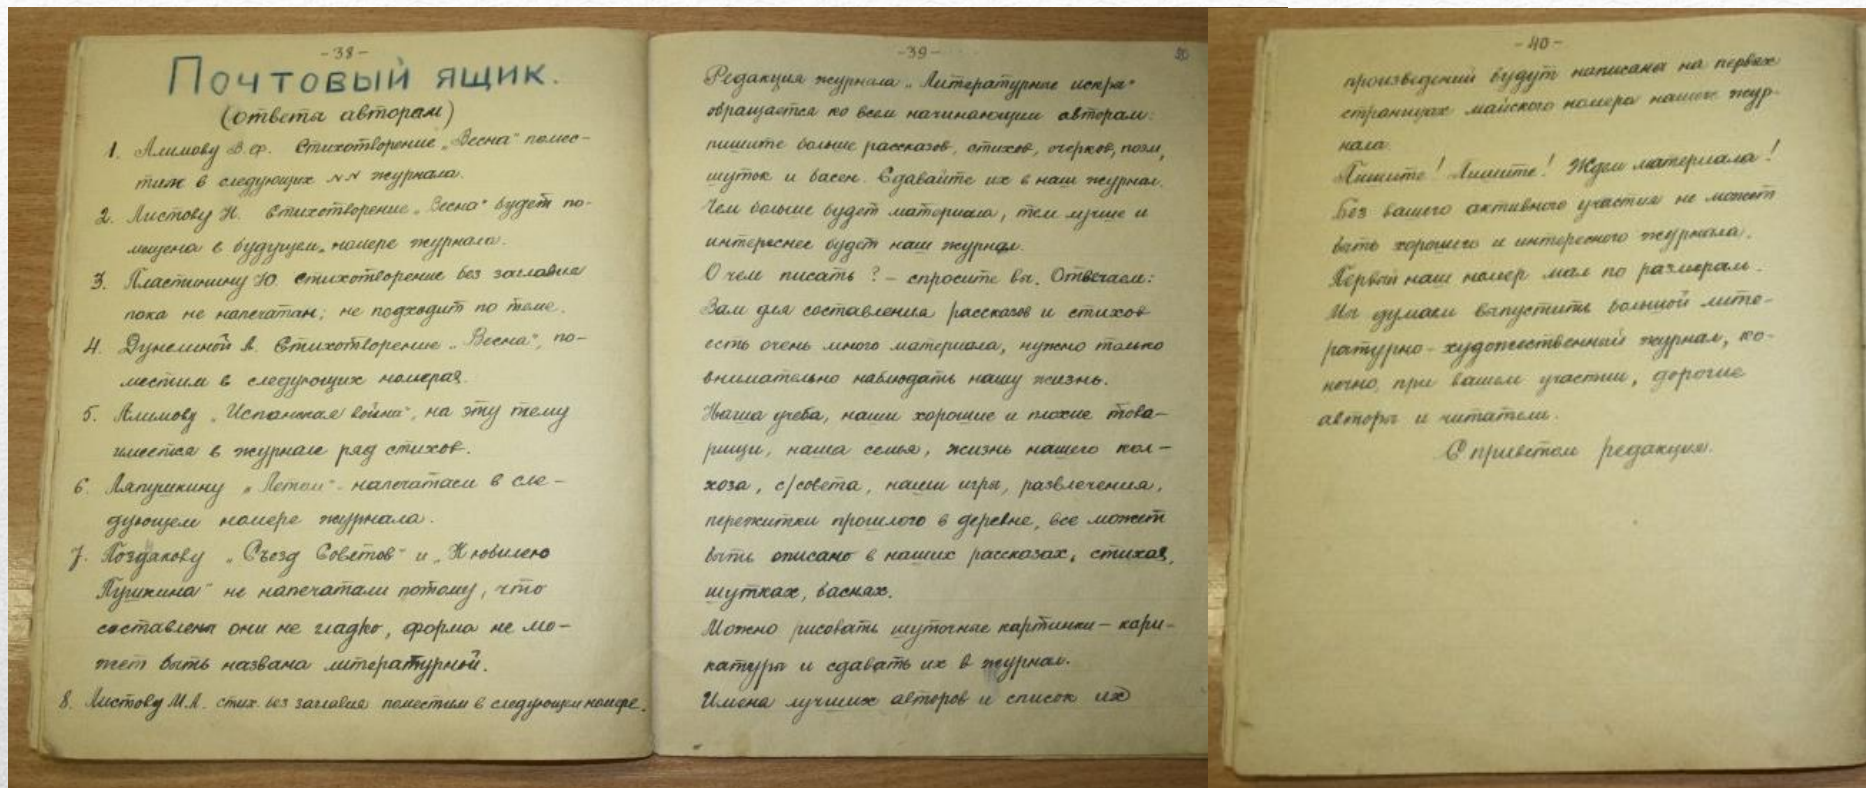 -38-
Почтовый ящик.
(ответы авторам)
1. Алимову В.Ф. Стихотворение „Весна" помес-
тим в следующих №№ журнала.
2. Листову Н. Стихотворение „Весна" будет по-
мещена в будущем номере журнала.
3. Пластинину Ю. стихотворение без заглавия
пока не напечатан; не подходит по теме.
4. Дунелиной А. Стихотворение „Весна", по-
местим в следующих номерах.
5. Алимову „Испанская война", на эту тему
имеется в журнале ряд стихов.
6. Ляпушкину „Летом" - напечатаем в сле-
дующем номере журнала.
7. Поздякову „Съезд Советов" и „К юбилею
Пушкина" не напечатали потому, что
составлены они не гладко, форма не мо-
жет быть названа литературной.
8. Листову М.А. стих. без заглавия поместим в следующем номере.
-39-
Редакция журнала „Литературные искры"
обращается ко всем начинающим авторам:
пишите больше рассказов, стихов, очерков, поэм,
шуток и басен. Сдавайте их в наш журнал.
Чем больше будет материала, тем лучше и
интереснее будет наш журнал.
О чем писать? - спросите вы. Отвечаем:
Вам для составления рассказов и стихов
есть очень много материала, нужно только
внимательно наблюдать нашу жизнь.
Наша учеба, наши хорошие и плохие това-
рищи, наша семья, жизнь нашего кол-
хоза, с/совета, наши игры, развлечения,
пережитки прошлого в деревне, все может
быть описано в наших рассказах, стихах,
шутках, баснах.
Можно рисовать шуточные картинки - кари-
катуры и сдавать их в журнал.
Имена лучших авторов и список их
-40-
произведений будут написаны на первых
страницах майского номера нашего жур-
нала.
Пишите! Пишите! Ждем материала!
Без вашего активного участия не может
быть хорошего и интересного журнала.
Первый наш номер мал по размерам.
Мы думаем выпустить большой лите-
ратурно-художественный журнал, ко-
нечно, при вашем участии, дорогие
авторы и читатели.
С приветом редакция.